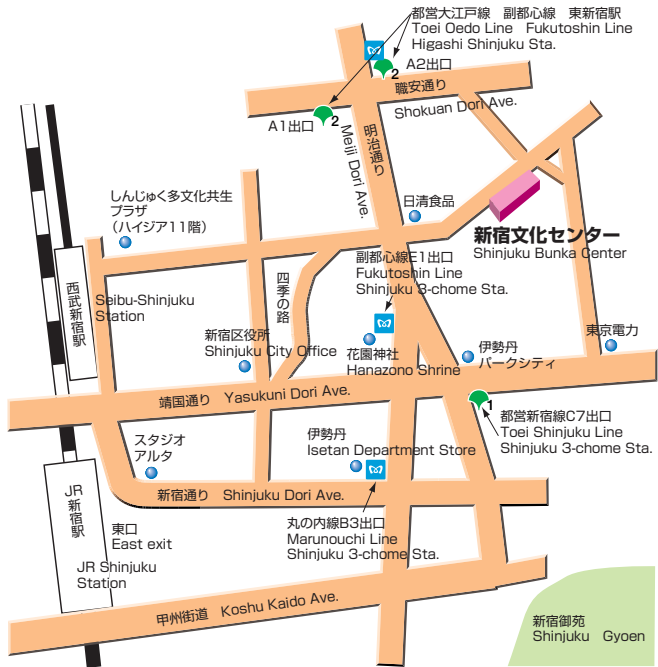 都営大江戸線　副都心線　東新宿駅
Toei Oedo Line　Fukutoshin Line
Higashi Shinjuku Sta.
2
A2出口
職安通り
Shokuan Dori Ave.
A1出口
2
Meiji Dori Ave.
明治通り
しんじゅく多文化共生
プラザ
（ハイジア11階）
日清食品
新宿文化センター
Shinjuku Bunka Center
副都心線E1出口
Fukutoshin Line
Shinjuku 3-chome Sta.
四季の路
西武新宿駅
Seibu-Shinjuku
Station
新宿区役所
Shinjuku City Office
花園神社
Hanazono Shrine
伊勢丹
パークシティ
東京電力
靖国通り　Yasukuni Dori Ave.
1
都営新宿線C7出口
Toei Shinjuku Line
Shinjuku 3-chome Sta.
スタジオ
アルタ
伊勢丹
Isetan Department Store
新宿通り　Shinjuku Dori Ave.
JR新宿駅
東口
East exit
JR Shinjuku
Station
丸の内線B3出口
Marunouchi Line
Shinjuku 3-chome Sta.
甲州街道　Koshu Kaido Ave.
新宿御苑
Shinjuku　Gyoen